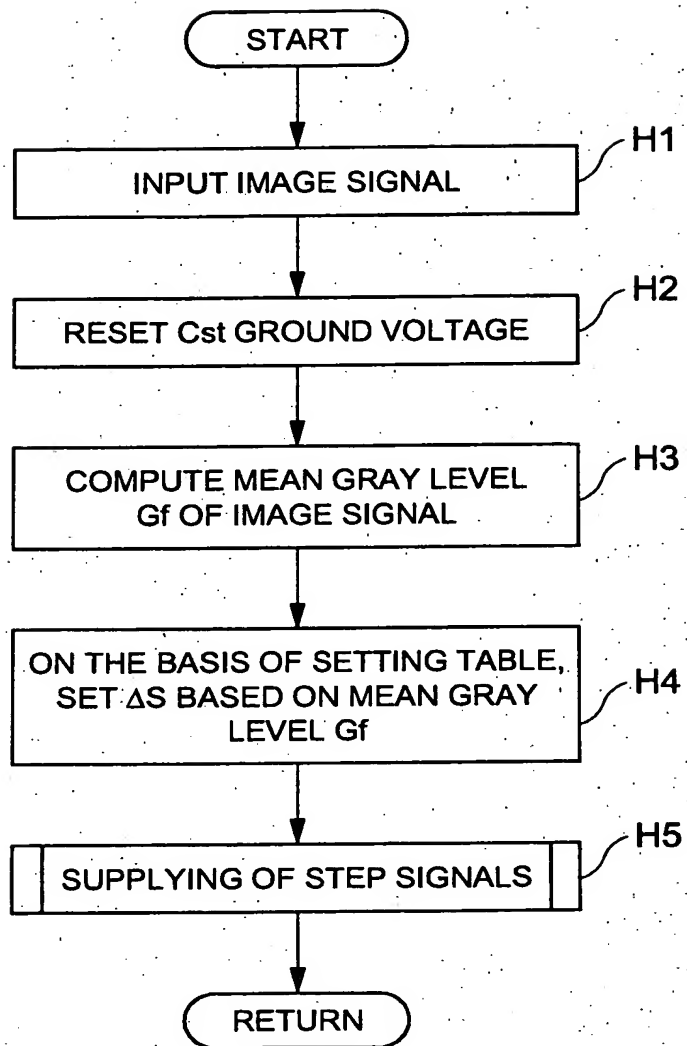 START
INPUT IMAGE SIGNAL
H1
RESET Cst GROUND VOLTAGE
H2
COMPUTE MEAN GRAY LEVEL
Gf OF IMAGE SIGNAL
H3
ON THE BASIS OF SETTING TABLE,
SET ΔS BASED ON MEAN GRAY
LEVEL Gf
H4
SUPPLYING OF STEP SIGNALS
H5
RETURN